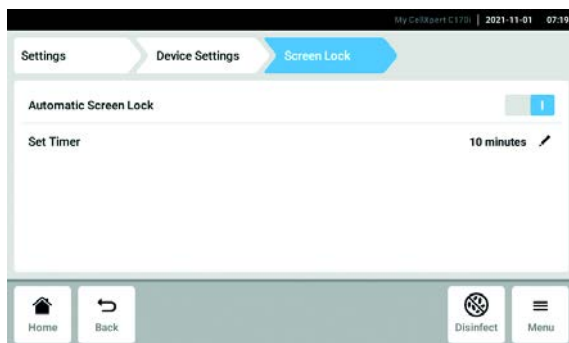 My CellXpert C170i | 2021-11-01 07:19
Settings Device Settings Screen Lock
Automatic Screen Lock
Set Timer 10 minutes
Home Back Disinfect Menu